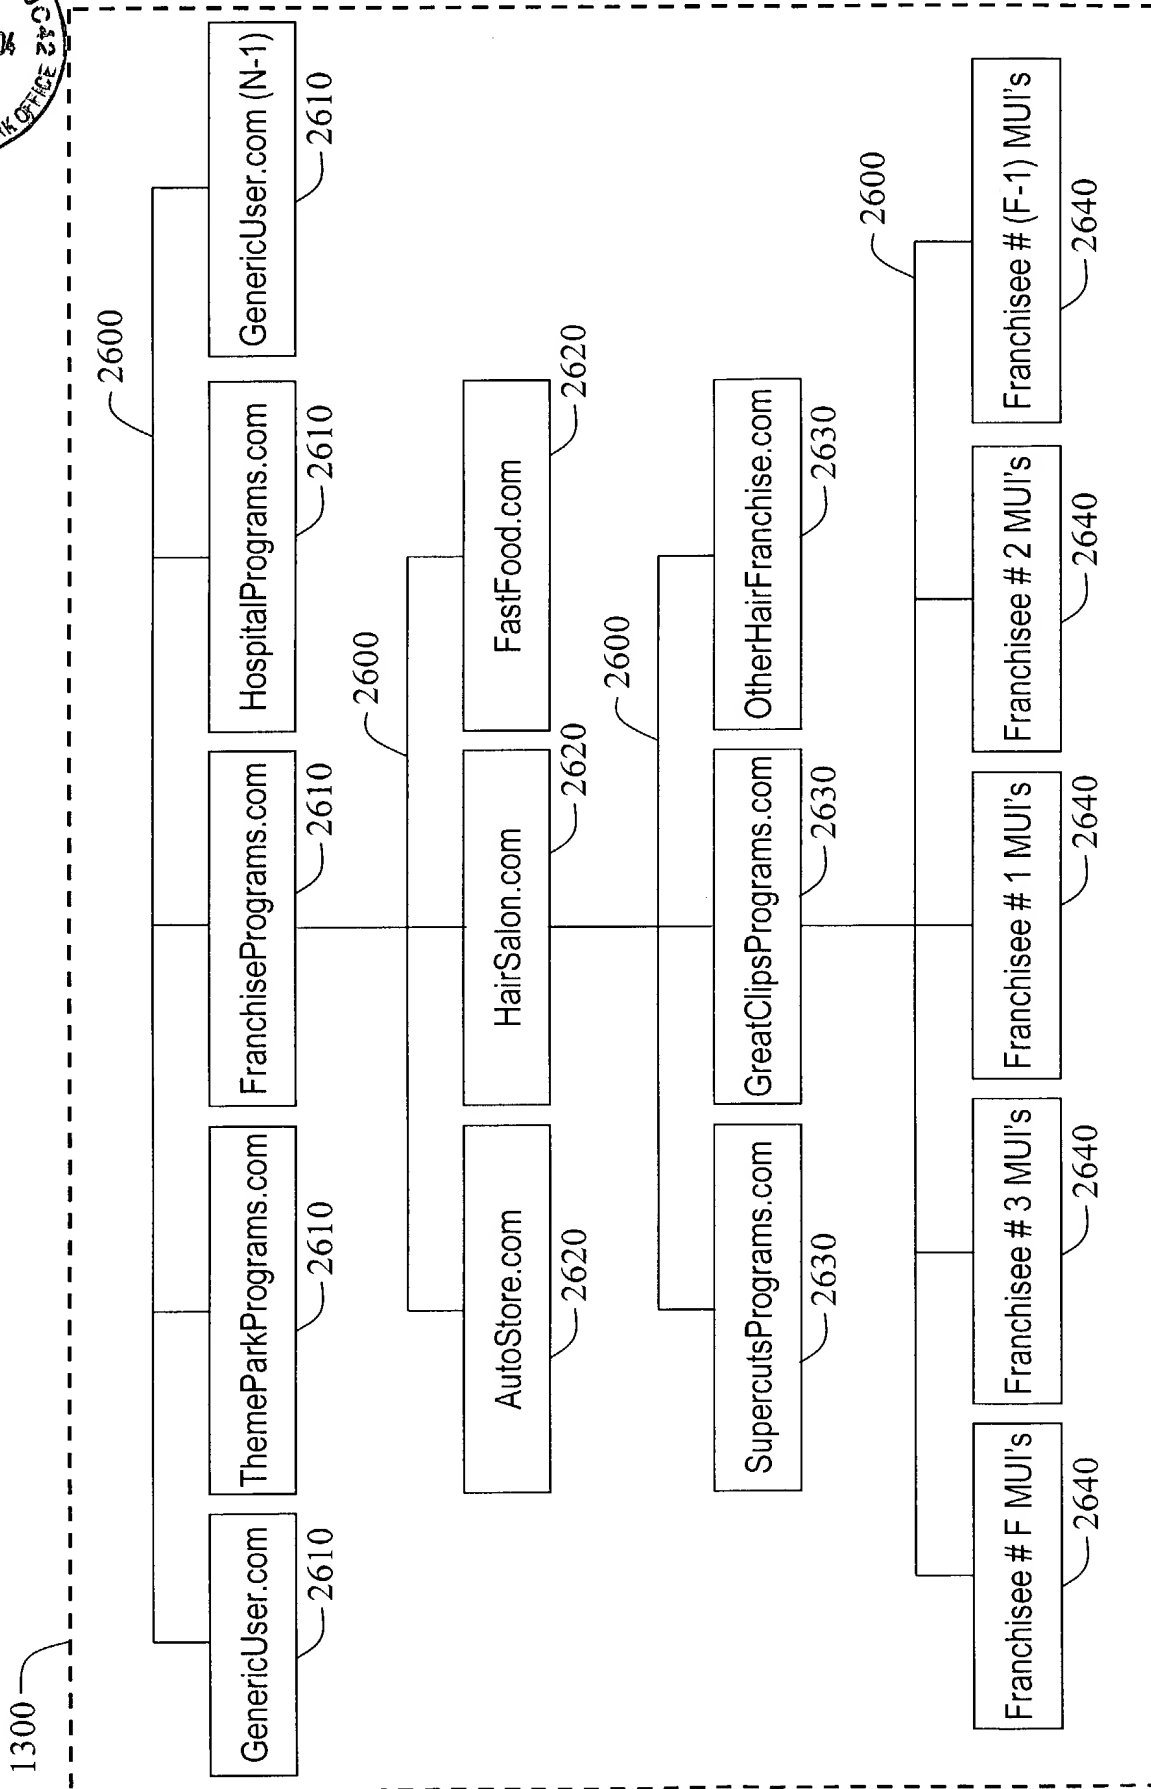 1300
2600
GenericUser.com
2610
ThemeParkPrograms.com
2610
FranchisePrograms.com
2610
HospitalPrograms.com
2610
GenericUser.com (N-1)
2610
2600
AutoStore.com
2620
HairSalon.com
2620
FastFood.com
2620
2600
SupercutsPrograms.com
2630
GreatClipsPrograms.com
2630
OtherHairFranchise.com
2630
2600
Franchisee # F MUI's
2640
Franchisee # 3 MUI's
2640
Franchisee # 1 MUI's
2640
Franchisee # 2 MUI's
2640
Franchisee # (F-1) MUI's
2640
OFFICE